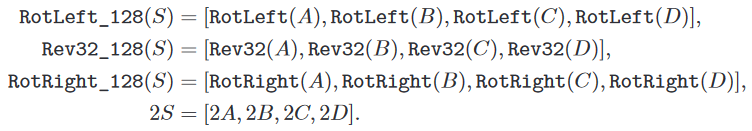 RotLeft_128(S) = [RotLeft(A), RotLeft(B), RotLeft(C), RotLeft(D)],
Rev32_128(S) = [Rev32(A), Rev32(B), Rev32(C), Rev32(D)],
RotRight_128(S) = [RotRight(A), RotRight(B), RotRight(C), RotRight(D)],
2S = [2A, 2B, 2C, 2D].